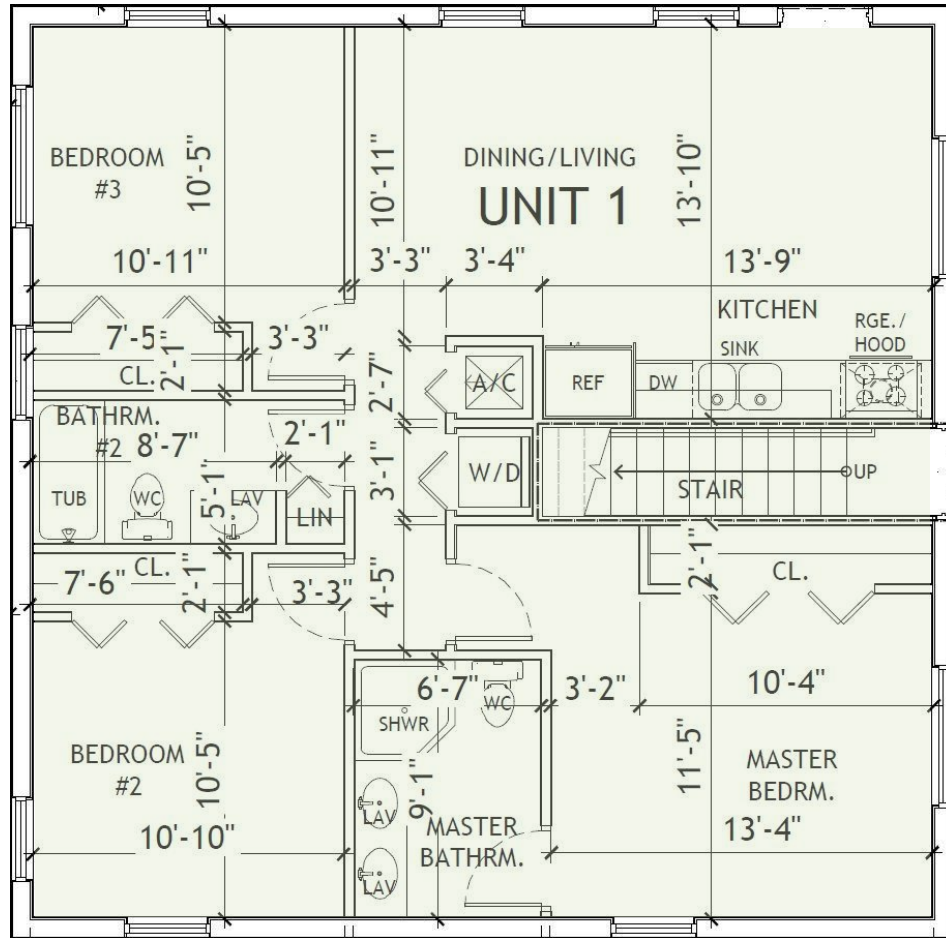 BEDROOM
#3
10'-5"
10'-11"
DINING/LIVING
UNIT 1
13'-10"
10'-11"
3'-3"
3'-4"
13'-9"
KITCHEN
RGE./
HOOD
SINK
7'-5
2'-1"
3'-3"
CL.
2'-7"
A/C
REF
DW
BATHRM.
#2
8'-7"
2'-1"
3'-1"
W/D
STAIR
UP
TUB
WC
5'-1"
LAV
LIN
CL.
7'-6"
2'-1"
3'-3"
4'-5"
2'-1"
CL.
6'-7"
WC
3'-2"
10'-4"
SHWR
BEDROOM
#2
10'-5"
10'-10"
9'-1"
LAV
LAV
MASTER
BATHRM.
11'-5"
MASTER
BEDRM.
13'-4"